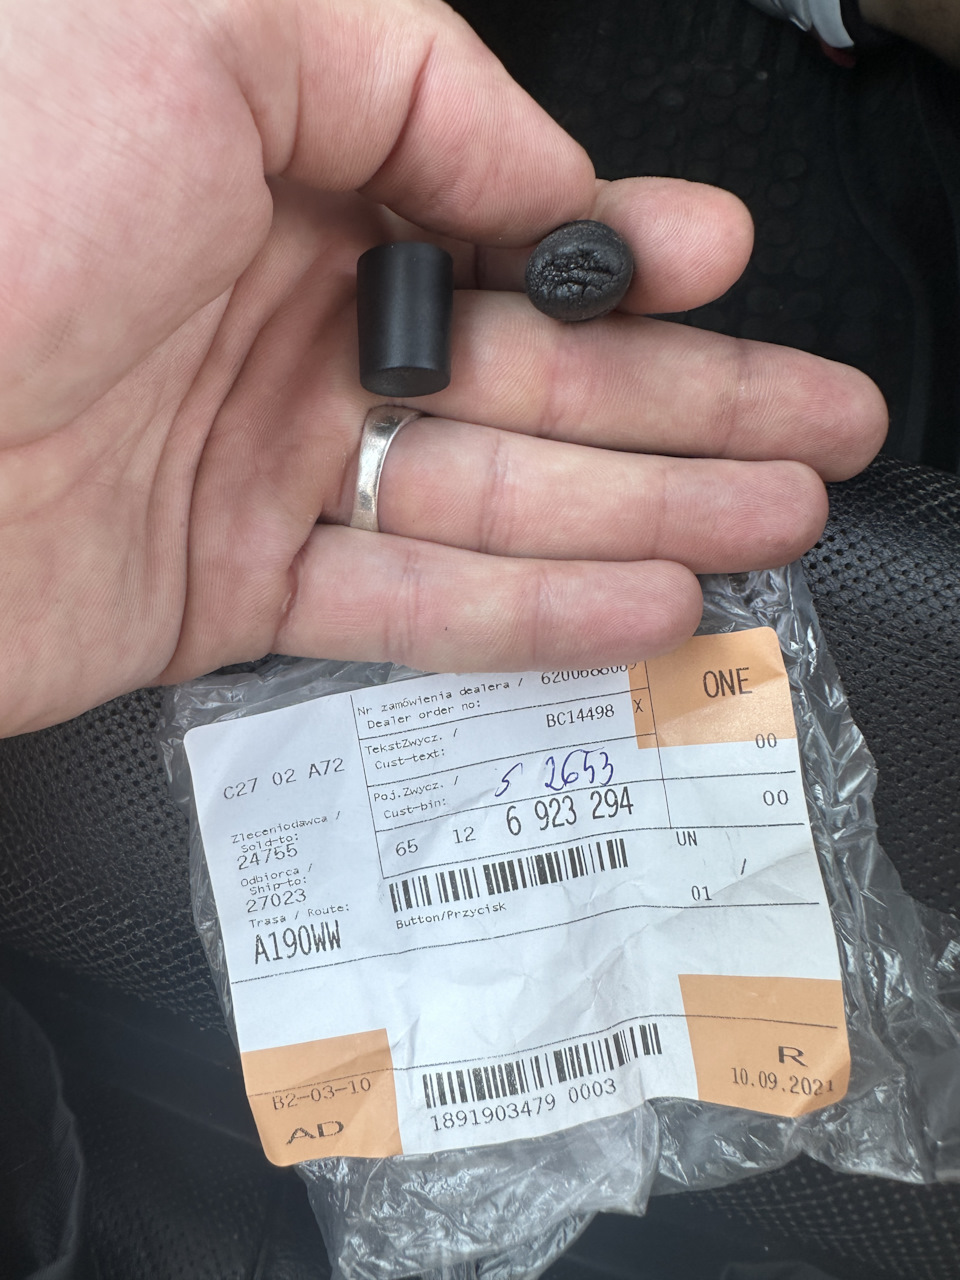 Nr zamówienia dealera /
Dealer order no:
ONE
X
TekstZwycz. /
Cust-text:
BC14498
00
C27 02 A72
Poj.Zwycz. /
Cust-bin:
5 2653
00
Zleceniodawca /
Sold-to:
24755
65 12 6 923 294
UN
/
01
Odbiorca /
Ship-to:
27023
Button/Przycisk
Trasa / Route:
A190WW
B2-03-10
AD
1891903479 0003
R
10.09.2021